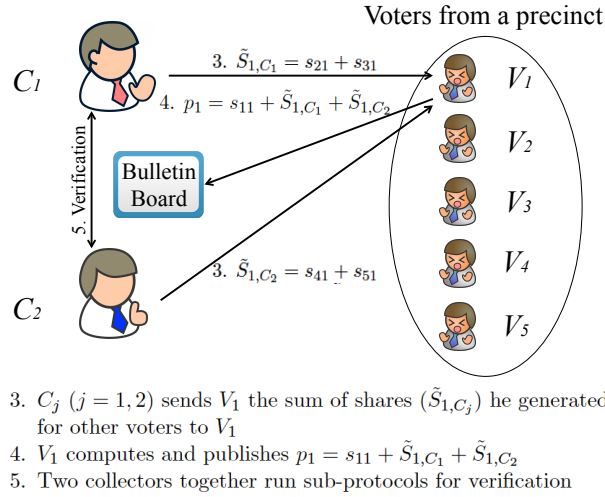 Voters from a precinct
C1
3. S̃1,C1 = s21 + s31
V1
4. p1 = s11 + S̃1,C1 + S̃1,C2
V2
5. Verification
Bulletin
Board
V3
3. S̃1,C2 = s41 + s51
V4
C2
V5
3. Cj (j = 1, 2) sends V1 the sum of shares (S̃1,Cj) he generated
for other voters to V1
4. V1 computes and publishes p1 = s11 + S̃1,C1 + S̃1,C2
5. Two collectors together run sub-protocols for verification